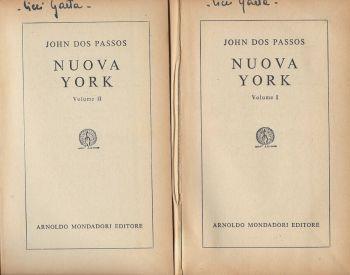 JOHN DOS PASSOS
NUOVA
YORK
Volume II
ARNOLDO MONDADORI EDITORE
JOHN DOS PASSOS
NUOVA
YORK
Volume I
ARNOLDO MONDADORI EDITORE